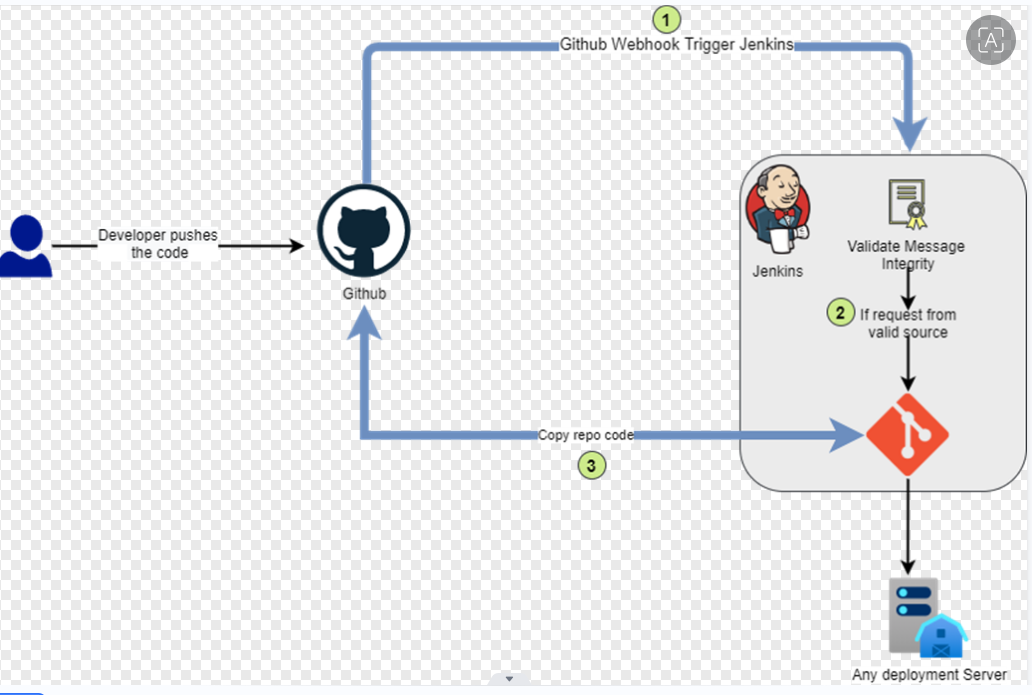 1
Github Webhook Trigger Jenkins
A
Developer pushes
the code
Github
Jenkins
Validate Message
Integrity
2
If request from
valid source
Copy repo code
3
Any deployment Server